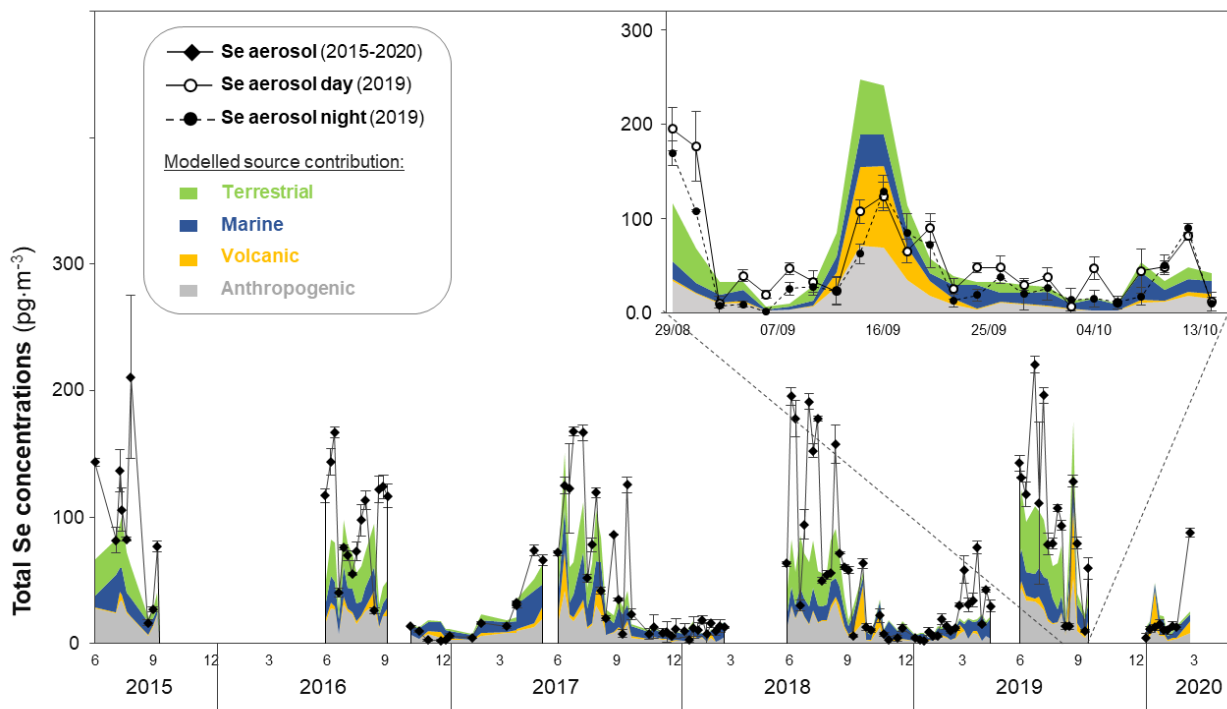 Se aerosol (2015-2020)
Se aerosol day (2019)
Se aerosol night (2019)
Modelled source contribution:
Terrestrial
Marine
Volcanic
Anthropogenic
Total Se concentrations (pg·m⁻³)
300
200
100
0
300
200
100
0.0
29/08 07/09 16/09 25/09 04/10 13/10
6 9 12 3 6 9 12 3 6 9 12 3 6 9 12 3 6 9 12 3
2015 2016 2017 2018 2019 2020